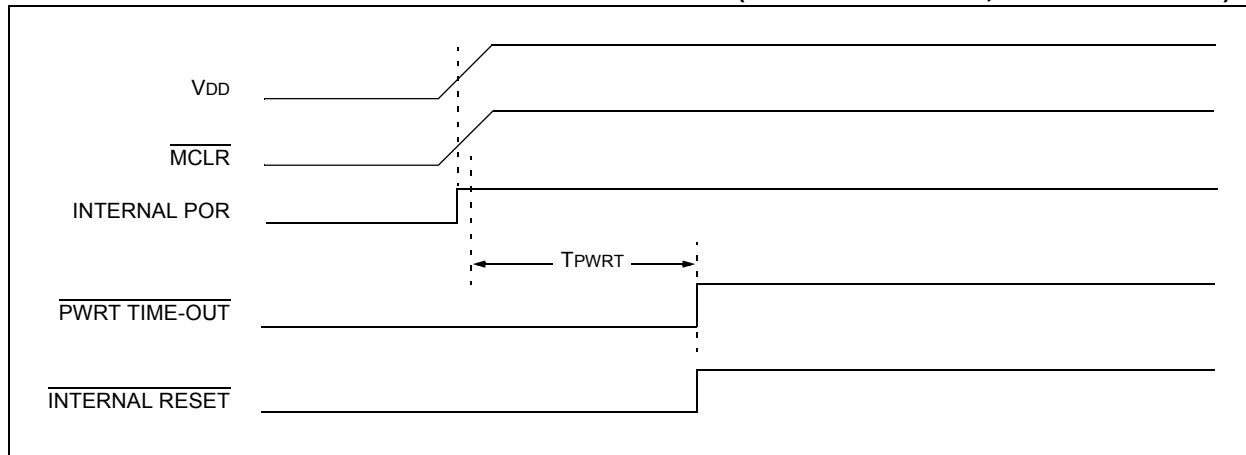 VDD
MCLR
INTERNAL POR
TPWRT
PWRT TIME-OUT
INTERNAL RESET